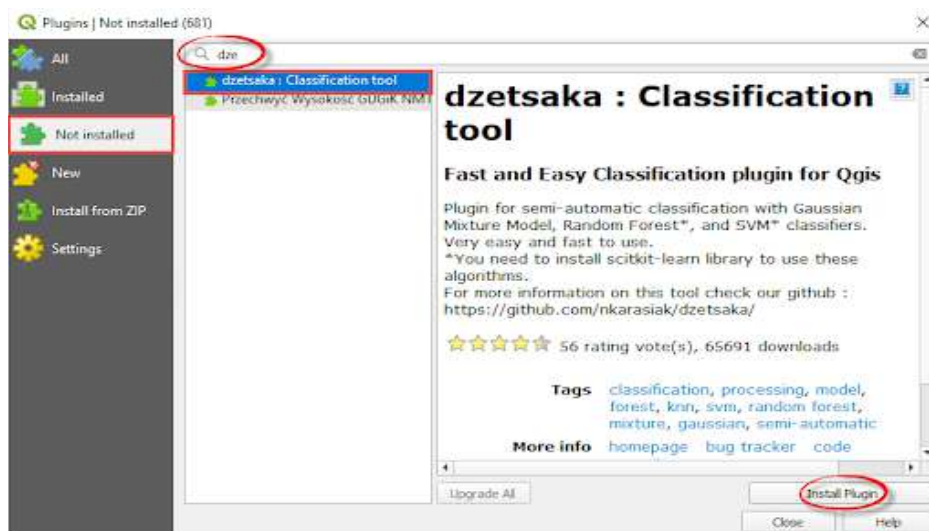 Plugins | Not installed (681)
All
Installed
Not installed
New
Install from ZIP
Settings
dze
dzetsaka : Classification tool
Przechwyć Wysokość GUGiK NMT
dzetsaka : Classification
tool
Fast and Easy Classification plugin for Qgis
Plugin for semi-automatic classification with Gaussian
Mixture Model, Random Forest*, and SVM* classifiers.
Very easy and fast to use.
*You need to install scitkit-learn library to use these
algorithms.
For more information on this tool check our github :
https://github.com/nkarasiak/dzetsaka/
56 rating vote(s), 65691 downloads
Tags classification, processing, model,
forest, knn, svm, random forest,
mixture, gaussian, semi-automatic
More info homepage bug tracker code
Upgrade All
Install Plugin
Close Help